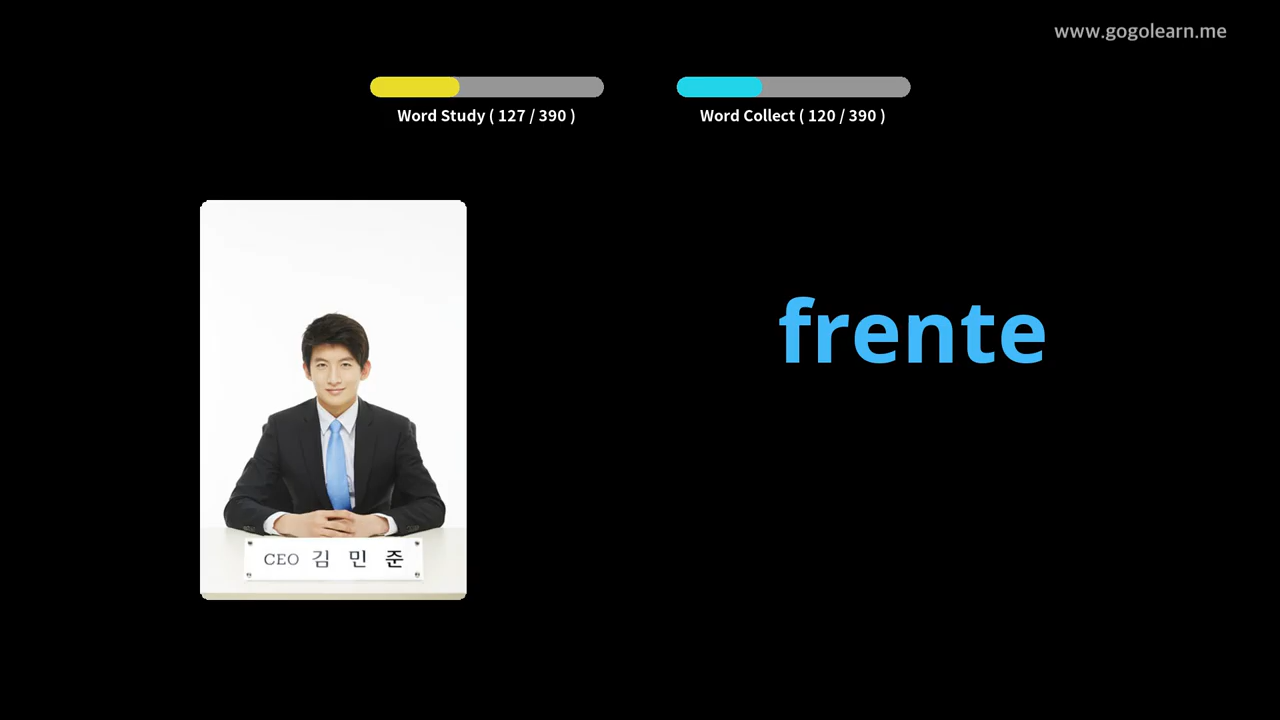 www.gogolearn.me
Word Study ( 127 / 390 )
Word Collect ( 120 / 390 )
frente
CEO 김 민 준